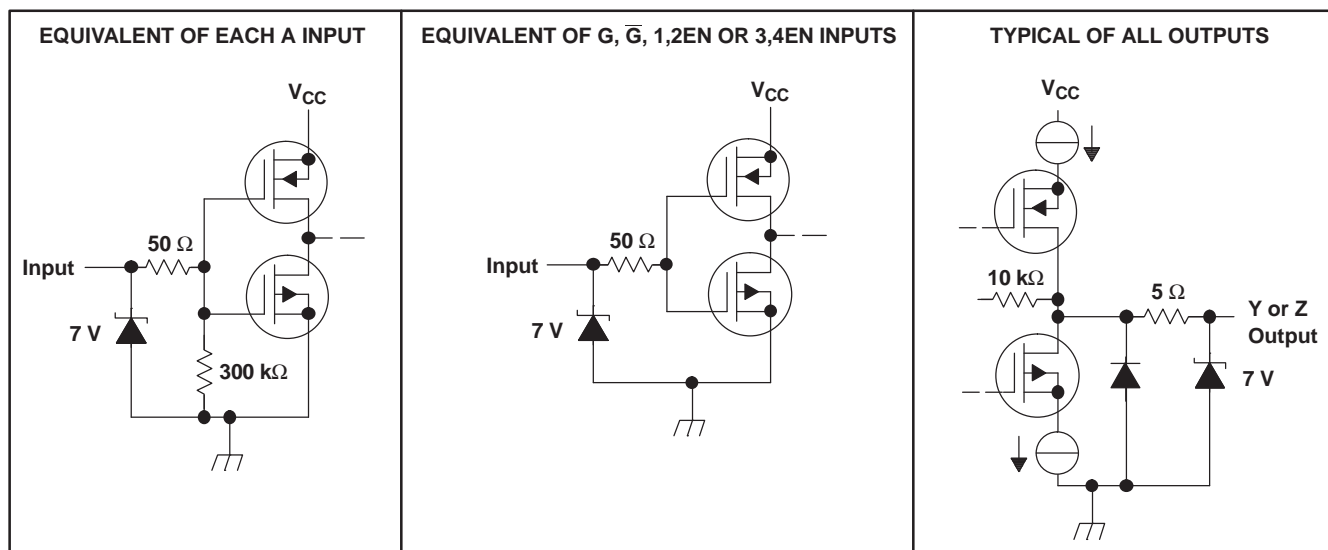 EQUIVALENT OF EACH A INPUT
VCC
50 Ω
Input
7 V
300 kΩ
EQUIVALENT OF G, G̅, 1,2EN OR 3,4EN INPUTS
VCC
50 Ω
Input
7 V
TYPICAL OF ALL OUTPUTS
VCC
10 kΩ
5 Ω
Y or Z
Output
7 V